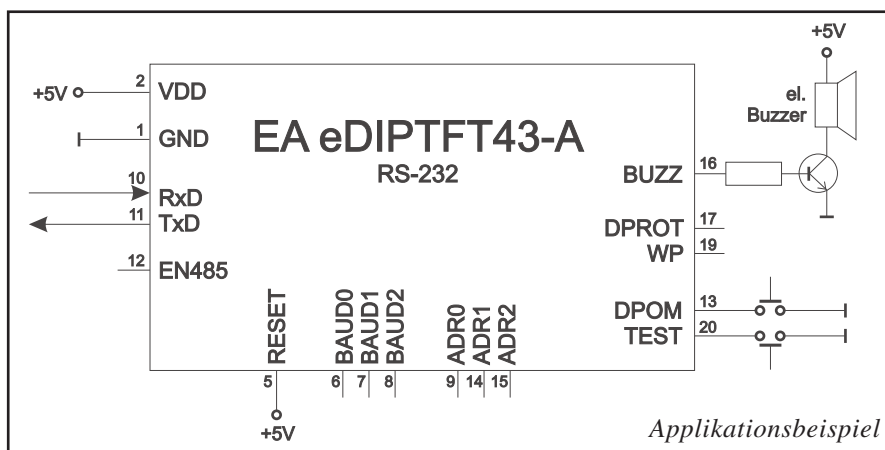 +5V
el.
Buzzer
+5V
2
VDD
1
GND
EA eDIPTFT43-A
RS-232
10
RxD
11
TxD
12
EN485
BUZZ
16
DPROT
17
WP
19
DPOM
13
TEST
20
RESET
BAUD0
BAUD1
BAUD2
ADR0
ADR1
ADR2
5
6
7
8
9
14
15
+5V
Applikationsbeispiel